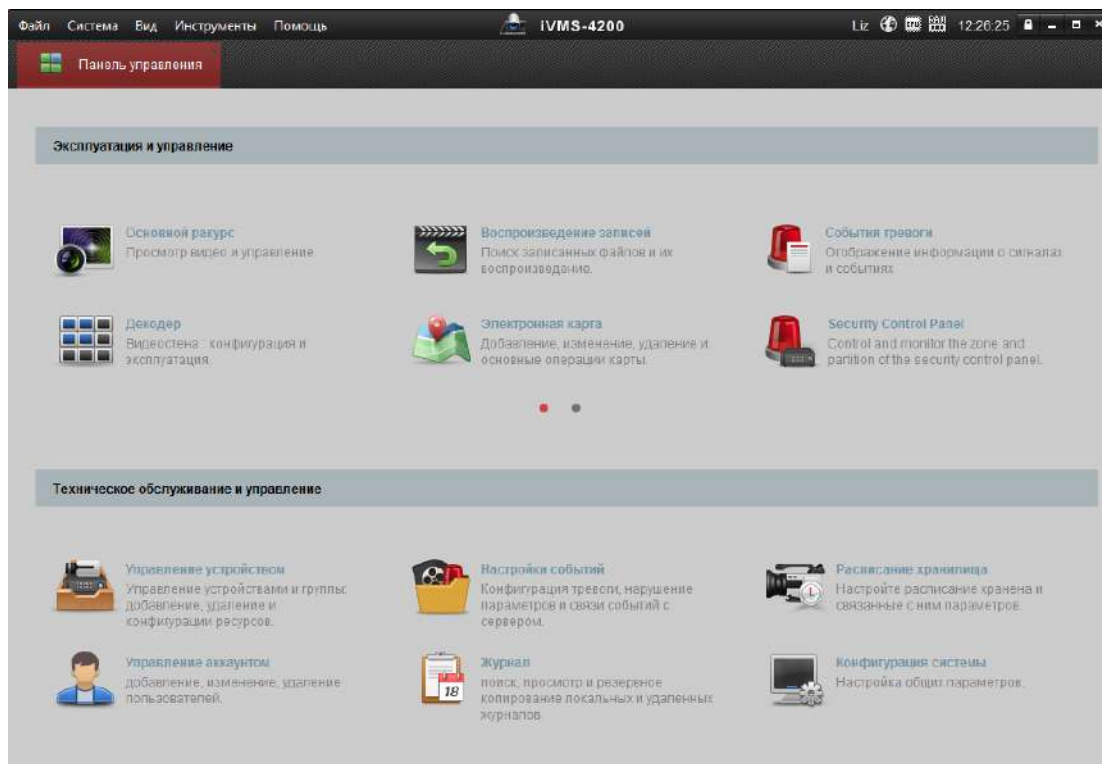 Файл Система Вид Инструменты Помощь iVMS-4200 Liz CPU RAM 12:26:25
Панель управления
Эксплуатация и управление
Основной ракурс
Просмотр видео и управление
Воспроизведение записей
Поиск записанных файлов и их
воспроизведение.
События тревоги
Отображение информации о сигналах
и событиях
Декодер
Видеостена : конфигурация и
эксплуатация.
Электронная карта
Добавление, изменение, удаление и
основные операции карты.
Security Control Panel
Control and monitor the zone and
partition of the security control panel.
Техническое обслуживание и управление
Управление устройством
Управление устройствами и группы:
добавление, удаление и
конфигурации ресурсов.
Настройки событий
Конфигурация тревоги, нарушение
параметров и связи событий с
сервером.
Расписание хранилища
Настройте расписание хранена и
связанные с ним параметров.
Управление аккаунтом
добавление, изменение, удаление
пользователей.
18
Журнал
поиск, просмотр и резервное
копирование локальных и удаленных
журналов.
Конфигурация системы
Настройка общих параметров.